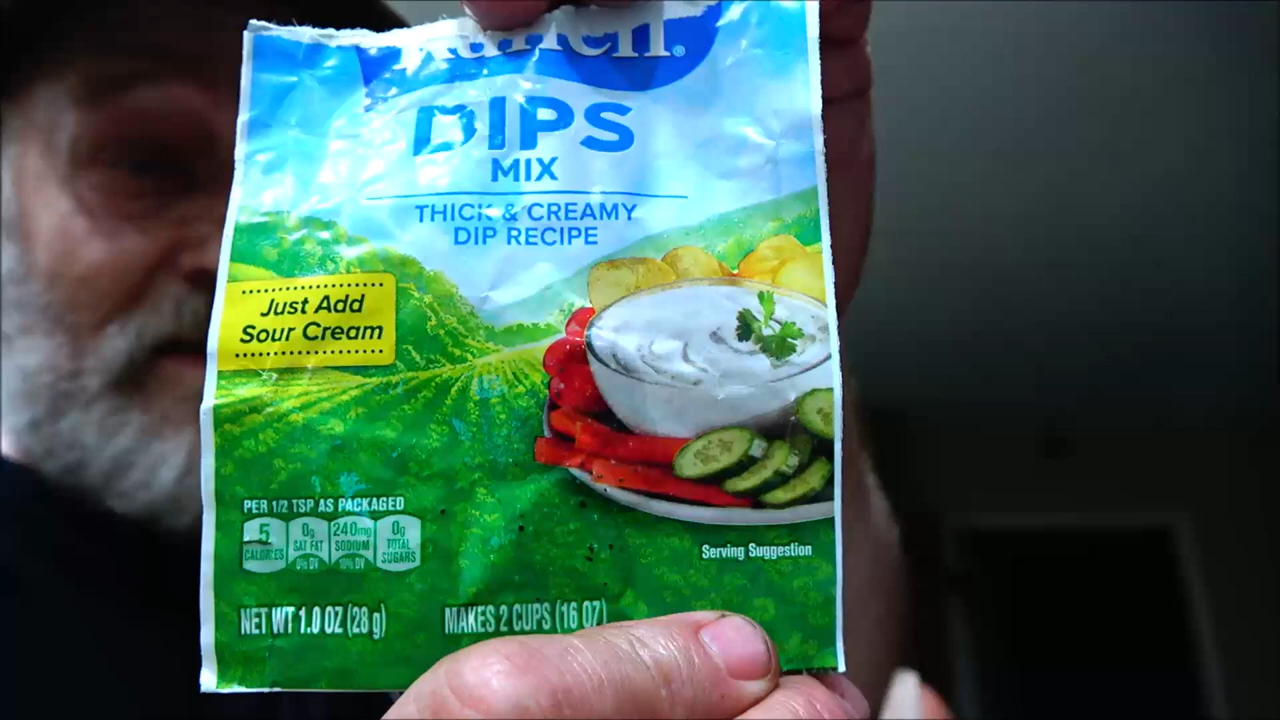 DIPS
MIX
THICK & CREAMY
DIP RECIPE
Just Add
Sour Cream
PER 1/2 TSP AS PACKAGED
5 CALORIES
0g SAT FAT 0% DV
240mg SODIUM 10% DV
0g TOTAL SUGARS
Serving Suggestion
NET WT 1.0 OZ (28 g)
MAKES 2 CUPS (16 OZ)